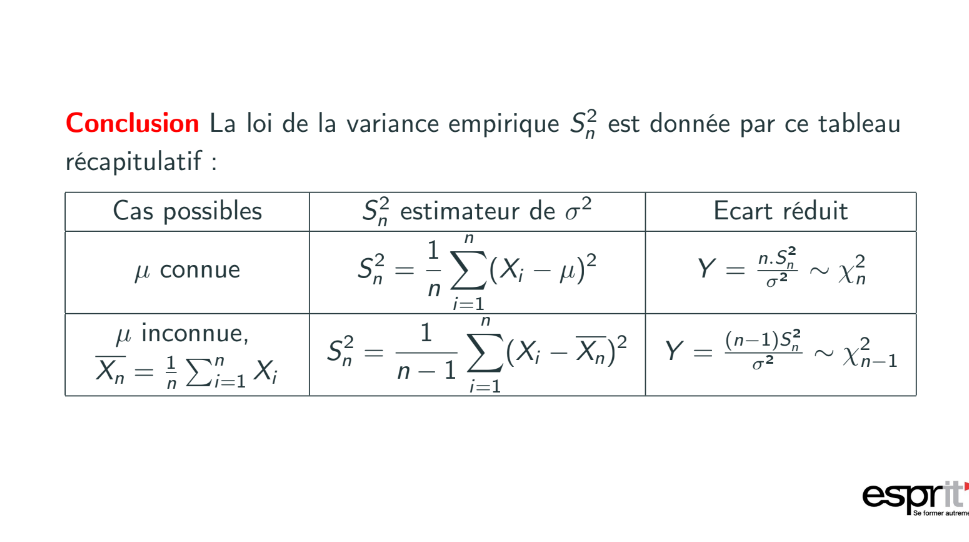 Conclusion La loi de la variance empirique $S_n^2$ est donnée par ce tableau
récapitulatif :
Cas possibles | $S_n^2$ estimateur de $\sigma^2$ | Ecart réduit
$\mu$ connue | $S_n^2 = \frac{1}{n} \sum_{i=1}^{n} (X_i - \mu)^2$ | $Y = \frac{n.S_n^2}{\sigma^2} \sim \chi_n^2$
$\mu$ inconnue,
$\overline{X_n} = \frac{1}{n} \sum_{i=1}^{n} X_i$ | $S_n^2 = \frac{1}{n-1} \sum_{i=1}^{n} (X_i - \overline{X_n})^2$ | $Y = \frac{(n-1)S_n^2}{\sigma^2} \sim \chi_{n-1}^2$
esprit
Se former autreme